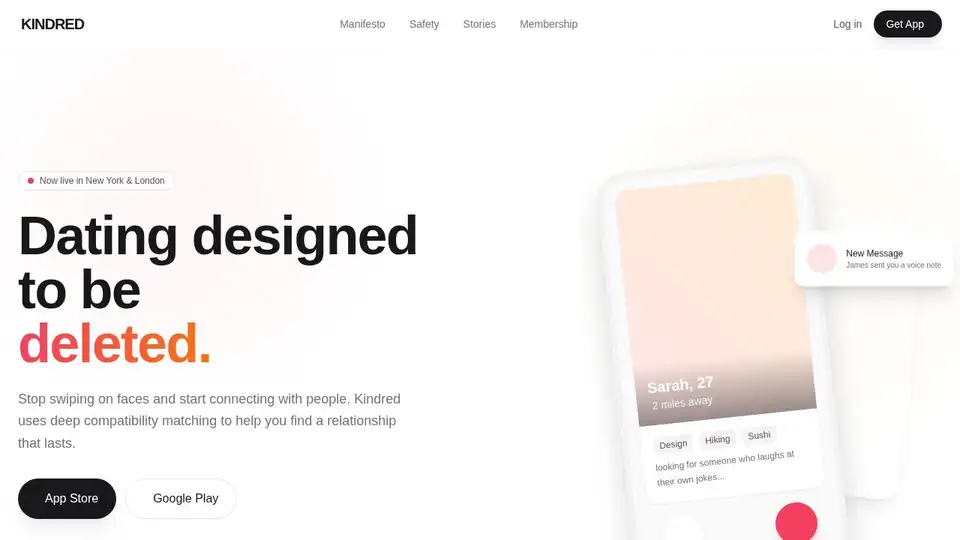 KINDRED
Manifesto
Safety
Stories
Membership
Log in
Get App
Now live in New York & London
Dating designed
to be
deleted.
Stop swiping on faces and start connecting with people. Kindred
uses deep compatibility matching to help you find a relationship
that lasts.
App Store
Google Play
New Message
James sent you a voice note
Sarah, 27
2 miles away
Design
Hiking
Sushi
looking for someone who laughs at
their own jokes...